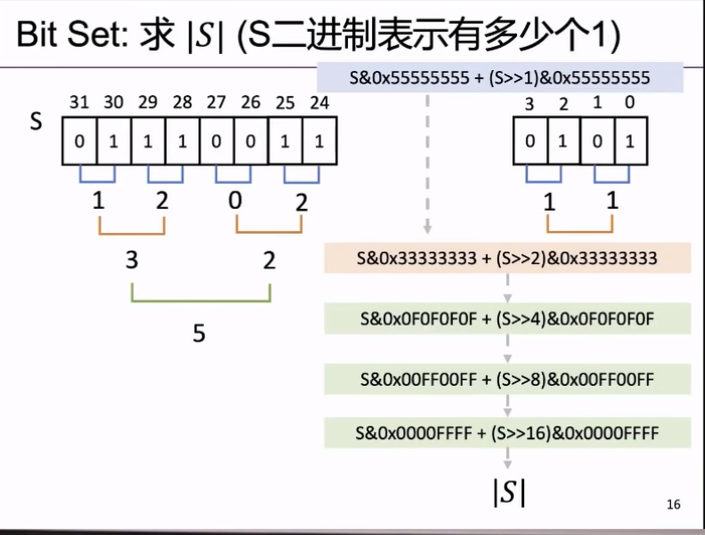 Bit Set: 求 |S| (S二进制表示有多少个1)
S&0x55555555 + (S>>1)&0x55555555
31 30 29 28 27 26 25 24
3 2 1 0
S
0 1 1 1 0 0 1 1
0 1 0 1
1 2 0 2
1 1
3 2
S&0x33333333 + (S>>2)&0x33333333
S&0x0F0F0F0F + (S>>4)&0x0F0F0F0F
5
S&0x00FF00FF + (S>>8)&0x00FF00FF
S&0x0000FFFF + (S>>16)&0x0000FFFF
|S|
16